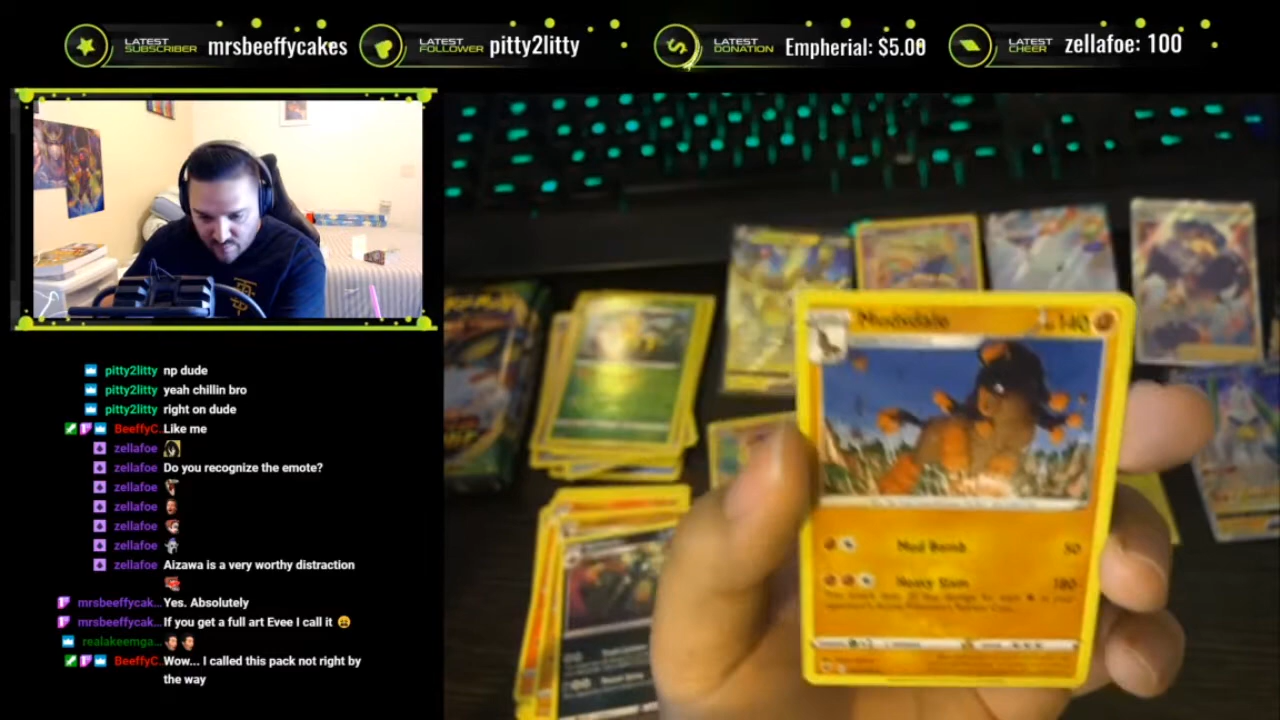 LATEST SUBSCRIBER mrsbeeffycakes
LATEST FOLLOWER pitty2litty
LATEST DONATION Empherial: $5.00
LATEST CHEER zellafoe: 100
pitty2litty np dude
pitty2litty yeah chillin bro
pitty2litty right on dude
BeeffyC... Like me
zellafoe
zellafoe Do you recognize the emote?
zellafoe
zellafoe
zellafoe
zellafoe
zellafoe Aizawa is a very worthy distraction
mrsbeeffycak... Yes. Absolutely
mrsbeeffycak... If you get a full art Evee I call it
realakeemga...
BeeffyC... Wow... I called this pack not right by
the way
Mudsdale 140
Mud Bomb 50
Heavy Slam 180